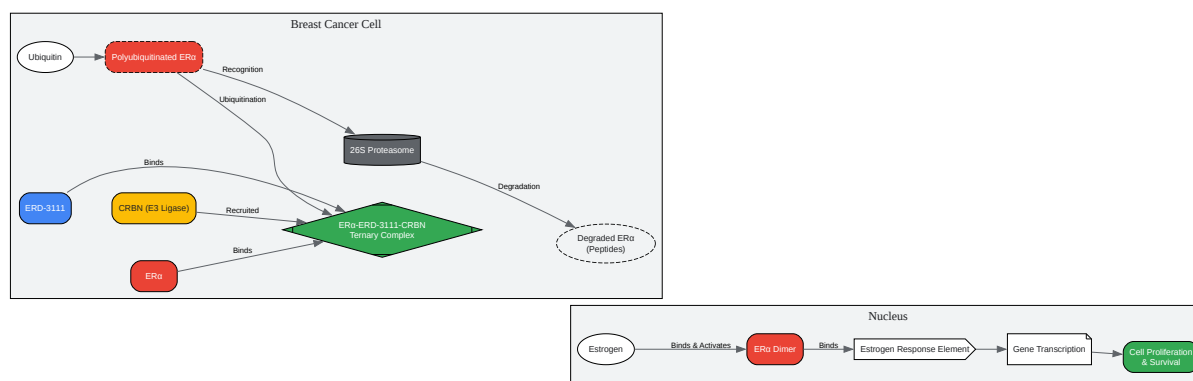 Breast Cancer Cell
Ubiquitin
Polyubiquitinated ERα
Recognition
Ubiquitination
26S Proteasome
Binds
Degradation
ERD-3111
CRBN (E3 Ligase)
Recruited
ERα-ERD-3111-CRBN
Ternary Complex
Degraded ERα
(Peptides)
Binds
ERα
Nucleus
Estrogen
Binds & Activates
ERα Dimer
Binds
Estrogen Response Element
Gene Transcription
Cell Proliferation
& Survival